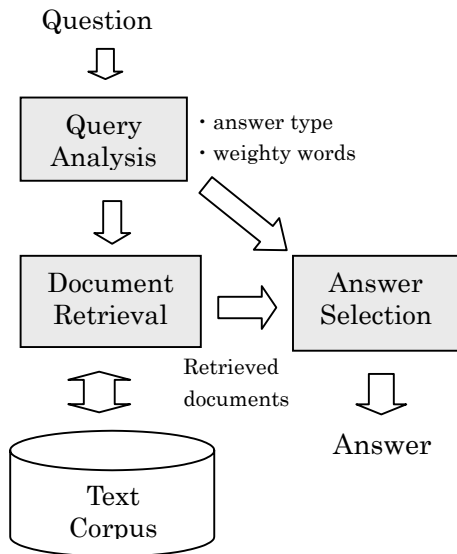 Question
Query
Analysis
・answer type
・weighty words
Document
Retrieval
Answer
Selection
Retrieved
documents
Answer
Text
Corpus